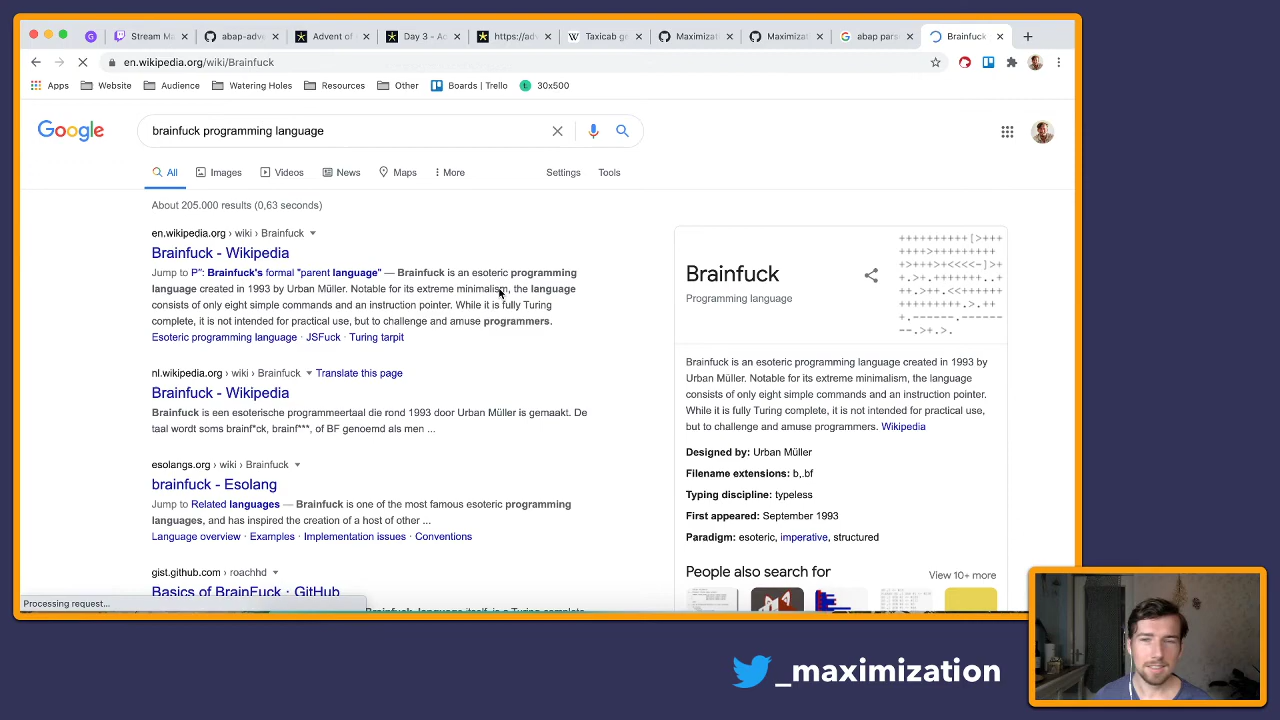 Stream Ma
abap-adve
Advent of
Day 3 - Ad
https://adv
Taxicab ge
Maximizat
Maximizat
abap pars
Brainfuck
en.wikipedia.org/wiki/Brainfuck
Apps
Website
Audience
Watering Holes
Resources
Other
Boards | Trello
30x500
Google
brainfuck programming language
All
Images
Videos
News
Maps
More
Settings
Tools
About 205.000 results (0,63 seconds)
en.wikipedia.org › wiki › Brainfuck
Brainfuck - Wikipedia
Jump to P′′: Brainfuck's formal "parent language" — Brainfuck is an esoteric programming
language created in 1993 by Urban Müller. Notable for its extreme minimalism, the language
consists of only eight simple commands and an instruction pointer. While it is fully Turing
complete, it is not intended for practical use, but to challenge and amuse programmers.
Esoteric programming language · JSFuck · Turing tarpit
nl.wikipedia.org › wiki › Brainfuck Translate this page
Brainfuck - Wikipedia
Brainfuck is een esoterische programmeertaal die rond 1993 door Urban Müller is gemaakt. De
taal wordt soms brainf*ck, brainf***, of BF genoemd als men ...
esolangs.org › wiki › Brainfuck
brainfuck - Esolang
Jump to Related languages — Brainfuck is one of the most famous esoteric programming
languages, and has inspired the creation of a host of other ...
Language overview · Examples · Implementation issues · Conventions
gist.github.com › roachhd
Basics of BrainFuck · GitHub
Processing request...
Brainfuck
Programming language
++++++++++[>+++
++++>++++++++++
>+++>+<<<<-]>+
+.>+.+++++++..+
++.>++.<<++++++
+++++++++.>.++
+.------.------
--.>+.>.
Brainfuck is an esoteric programming language created in 1993 by
Urban Müller. Notable for its extreme minimalism, the language
consists of only eight simple commands and an instruction pointer.
While it is fully Turing complete, it is not intended for practical use,
but to challenge and amuse programmers. Wikipedia
Designed by: Urban Müller
Filename extensions: b,.bf
Typing discipline: typeless
First appeared: September 1993
Paradigm: esoteric, imperative, structured
People also search for
View 10+ more
_maximization